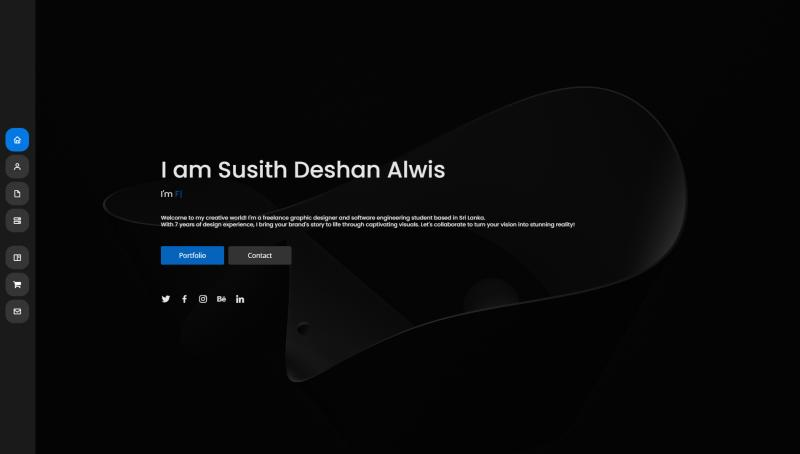 I am Susith Deshan Alwis
I'm F|
Welcome to my creative world! I'm a freelance graphic designer and software engineering student based in Sri Lanka.
With 7 years of design experience, I bring your brand's story to life through captivating visuals. Let's collaborate to turn your vision into stunning reality!
Portfolio
Contact